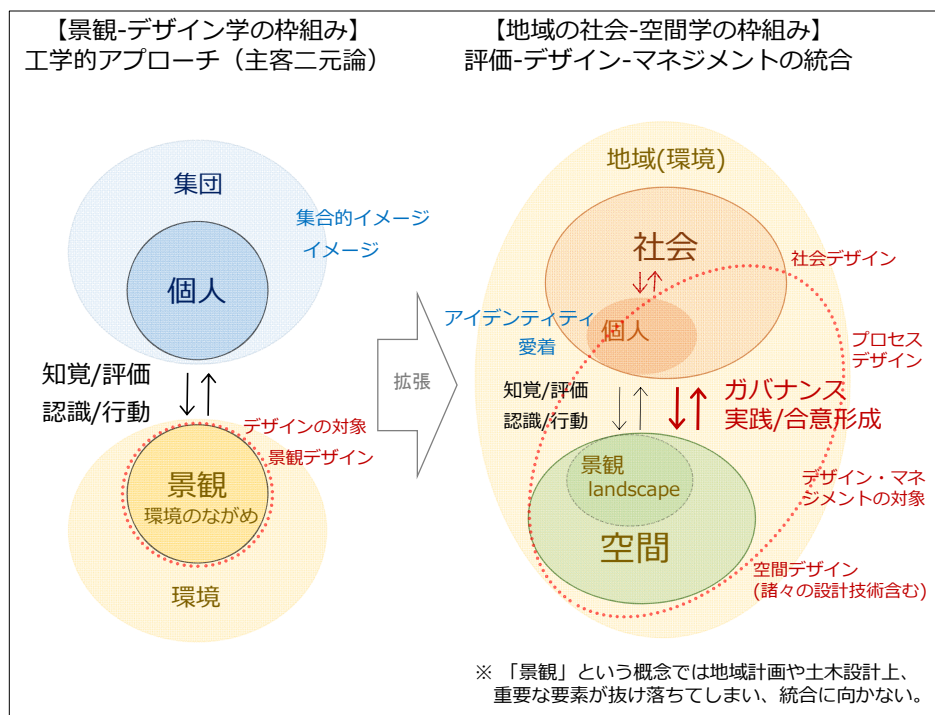 【景観-デザイン学の枠組み】
工学的アプローチ（主客二元論）
集団
集合的イメージ
イメージ
個人
知覚/評価
認識/行動
デザインの対象
景観デザイン
景観
環境のながめ
環境
拡張
【地域の社会-空間学の枠組み】
評価-デザイン-マネジメントの統合
地域(環境)
社会
社会デザイン
アイデンティティ
愛着
個人
プロセス
デザイン
知覚/評価
認識/行動
ガバナンス
実践/合意形成
景観
landscape
空間
デザイン・マネ
ジメントの対象
空間デザイン
(諸々の設計技術含む)
※ 「景観」という概念では地域計画や土木設計上、
重要な要素が抜け落ちてしまい、統合に向かない。